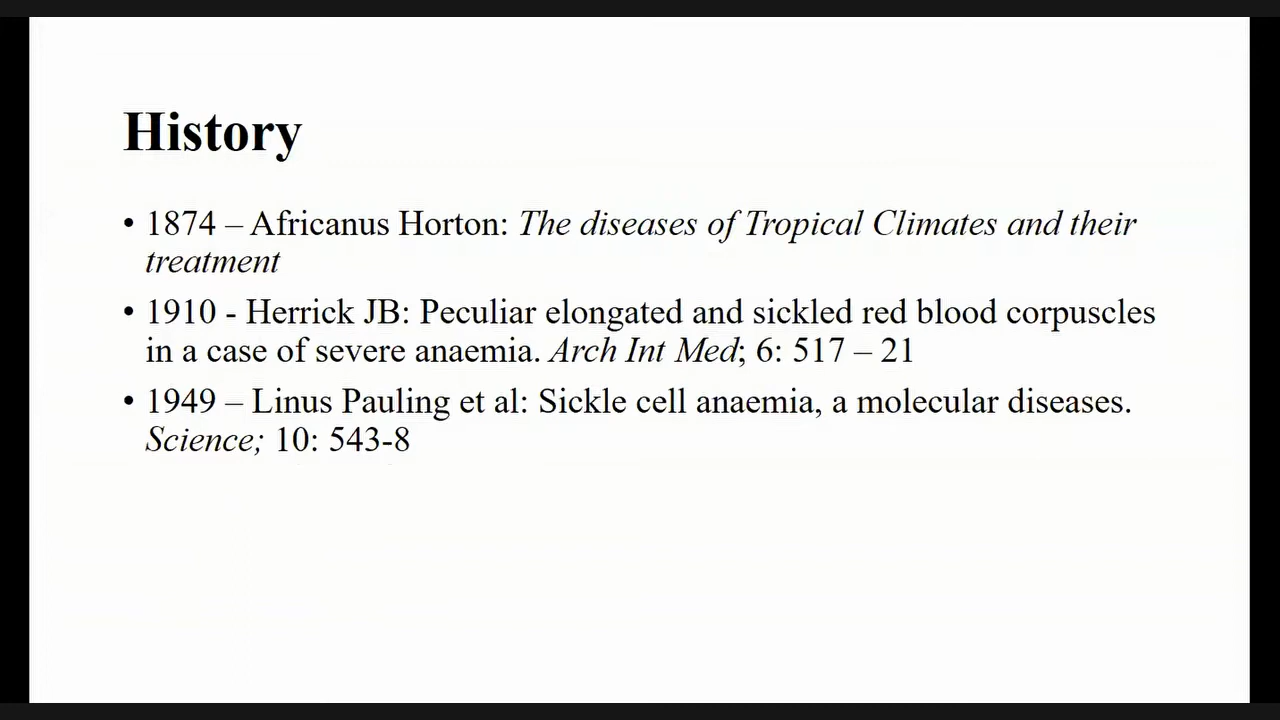 History
• 1874 – Africanus Horton: The diseases of Tropical Climates and their
treatment
• 1910 - Herrick JB: Peculiar elongated and sickled red blood corpuscles
in a case of severe anaemia. Arch Int Med; 6: 517 – 21
• 1949 – Linus Pauling et al: Sickle cell anaemia, a molecular diseases.
Science; 10: 543-8